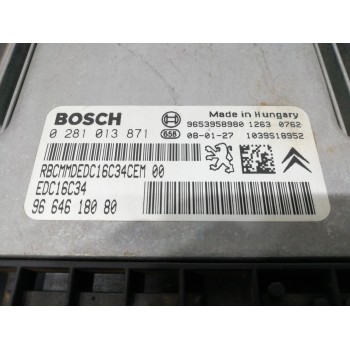 BOSCH
Made in Hungary
9653958980 1263 0762
0 281 013 871
658
08-01-27 1039S18952
RBCMMDEDC16C34CEM 00
EDC16C34
96 646 180 80